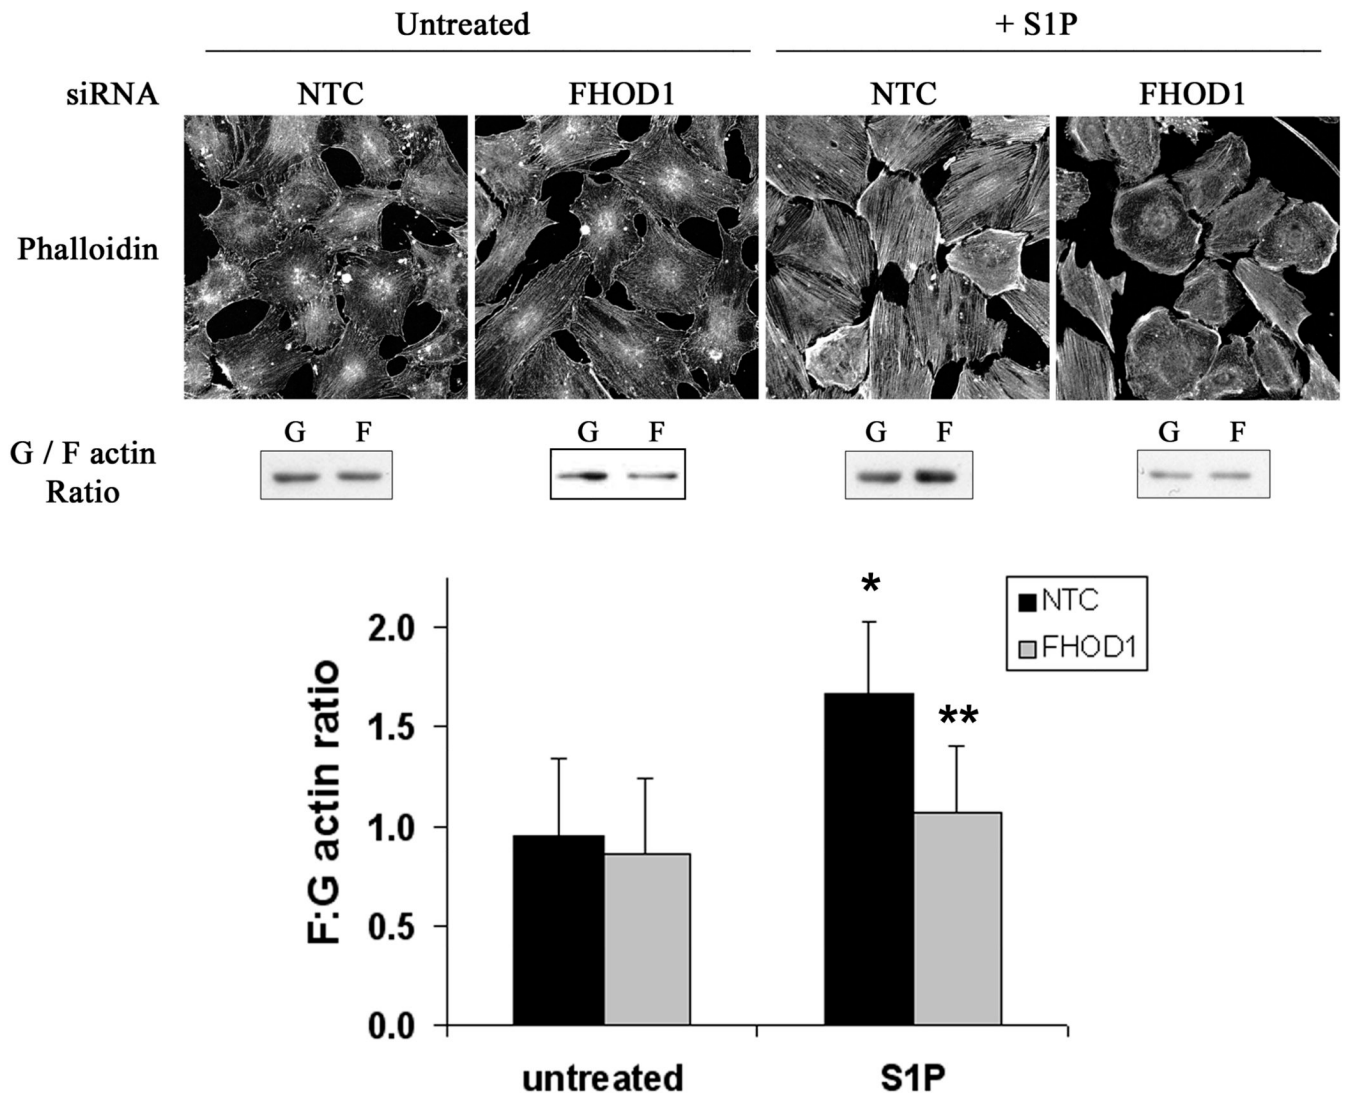 Untreated
+ S1P
siRNA
NTC
FHOD1
NTC
FHOD1
Phalloidin
G / F actin
Ratio
G F
G F
G F
G F
*
**
NTC
FHOD1
F:G actin ratio
2.0
1.5
1.0
0.5
0.0
untreated
S1P